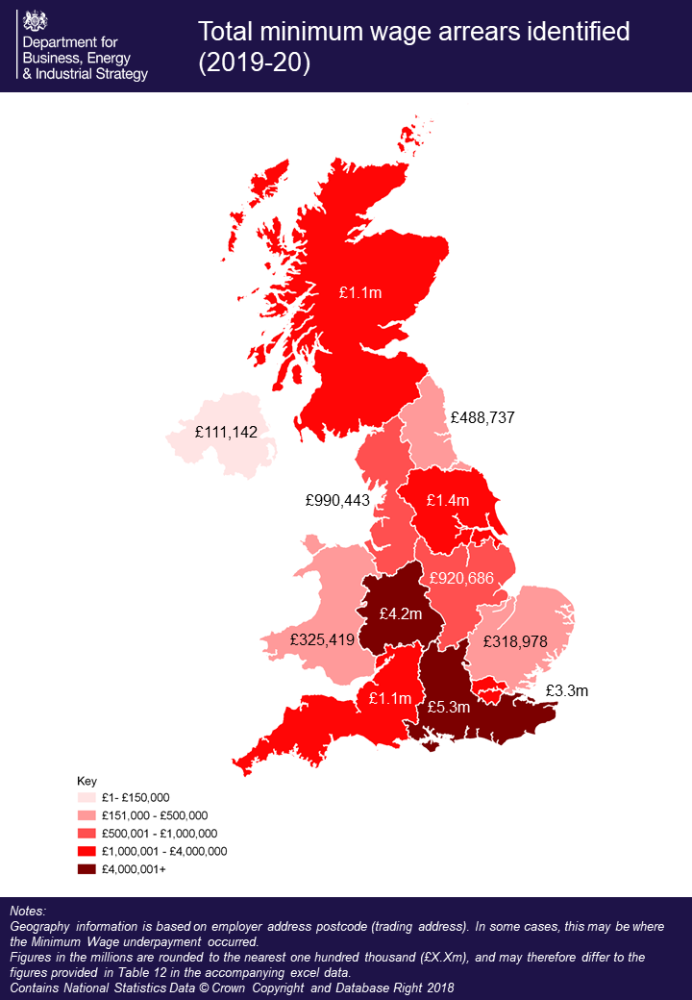 Department for
Business, Energy
& Industrial Strategy
Total minimum wage arrears identified
(2019-20)
£1.1m
£488,737
£111,142
£990,443
£1.4m
£920,686
£4.2m
£325,419
£318,978
£3.3m
£1.1m
£5.3m
Key
£1- £150,000
£151,000 - £500,000
£500,001 - £1,000,000
£1,000,001 - £4,000,000
£4,000,001+
Notes:
Geography information is based on employer address postcode (trading address). In some cases, this may be where
the Minimum Wage underpayment occurred.
Figures in the millions are rounded to the nearest one hundred thousand (£X.Xm), and may therefore differ to the
figures provided in Table 12 in the accompanying excel data.
Contains National Statistics Data © Crown Copyright and Database Right 2018